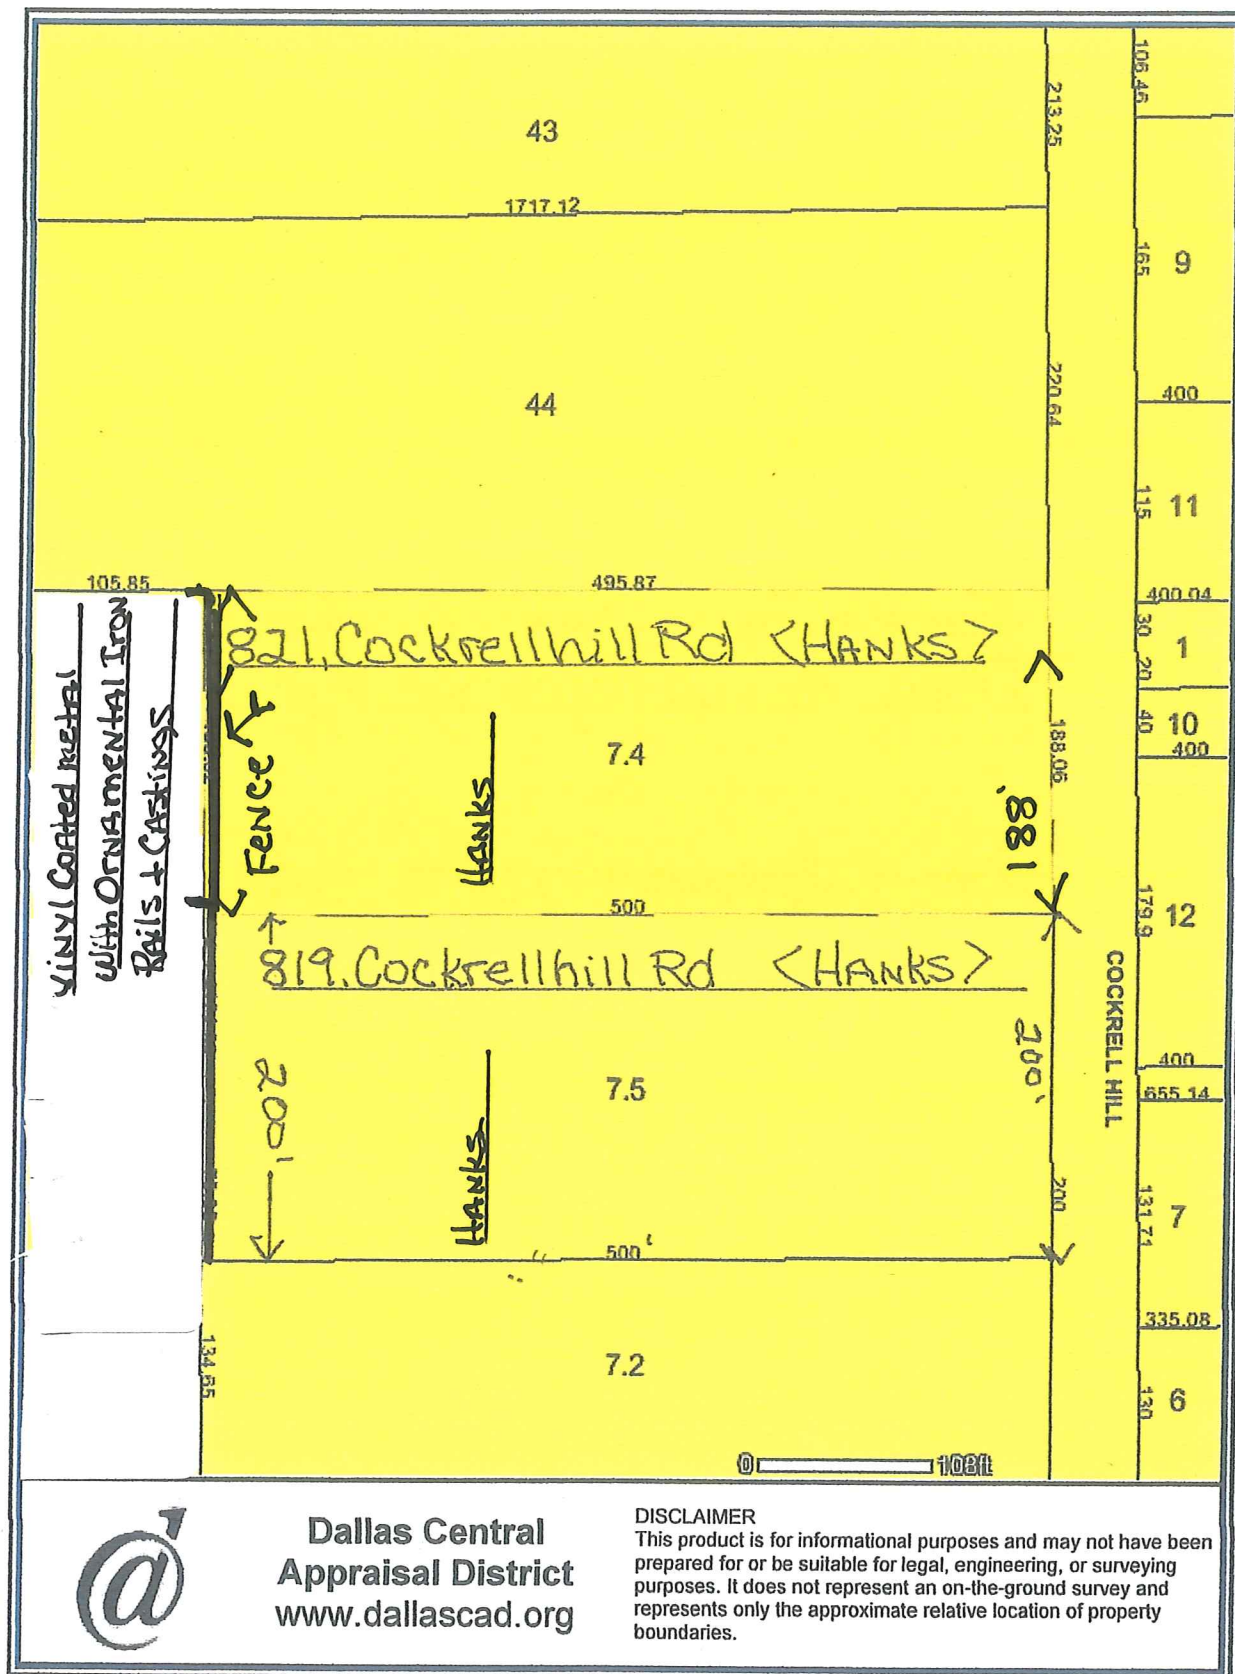 106.46
213.25
43
1717.12
165
9
220.64
400
44
115
11
105.85
495.87
400.04
30
1
20
821, Cockrellhill Rd <HANKS>
Vinyl Coated metal
With Ornamental Iron
Rails + CASTINGS
Fence
HANKS
7.4
188.06
188'
40
10
400
500
179.9
12
819. Cockrellhill Rd <HANKS>
COCKRELL HILL
200'
200'
HANKS
7.5
400
655.14
200
131.71
7
500'
134.65
7.2
335.08
130
6
0 108ft
Dallas Central
Appraisal District
www.dallascad.org
DISCLAIMER
This product is for informational purposes and may not have been
prepared for or be suitable for legal, engineering, or surveying
purposes. It does not represent an on-the-ground survey and
represents only the approximate relative location of property
boundaries.